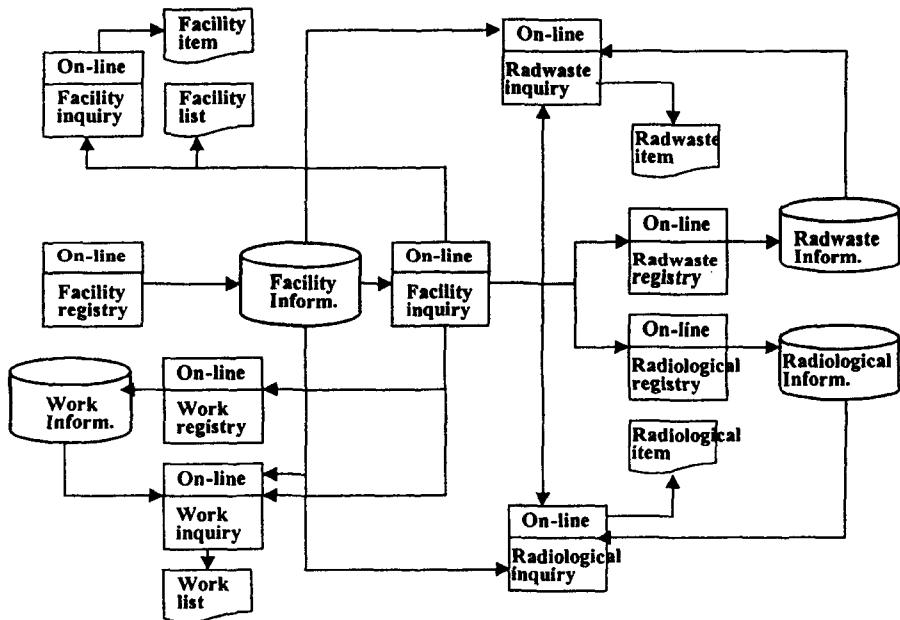 Facility
item
On-line
Facility
inquiry
Facility
list
On-line
Radwaste
inquiry
Radwaste
item
On-line
Facility
registry
Facility
Inform.
On-line
Facility
inquiry
On-line
Radwaste
registry
Radwaste
Inform.
On-line
Radiological
registry
Radiological
Inform.
Work
Inform.
On-line
Work
registry
On-line
Work
inquiry
Work
list
Radiological
item
On-line
Radiological
inquiry